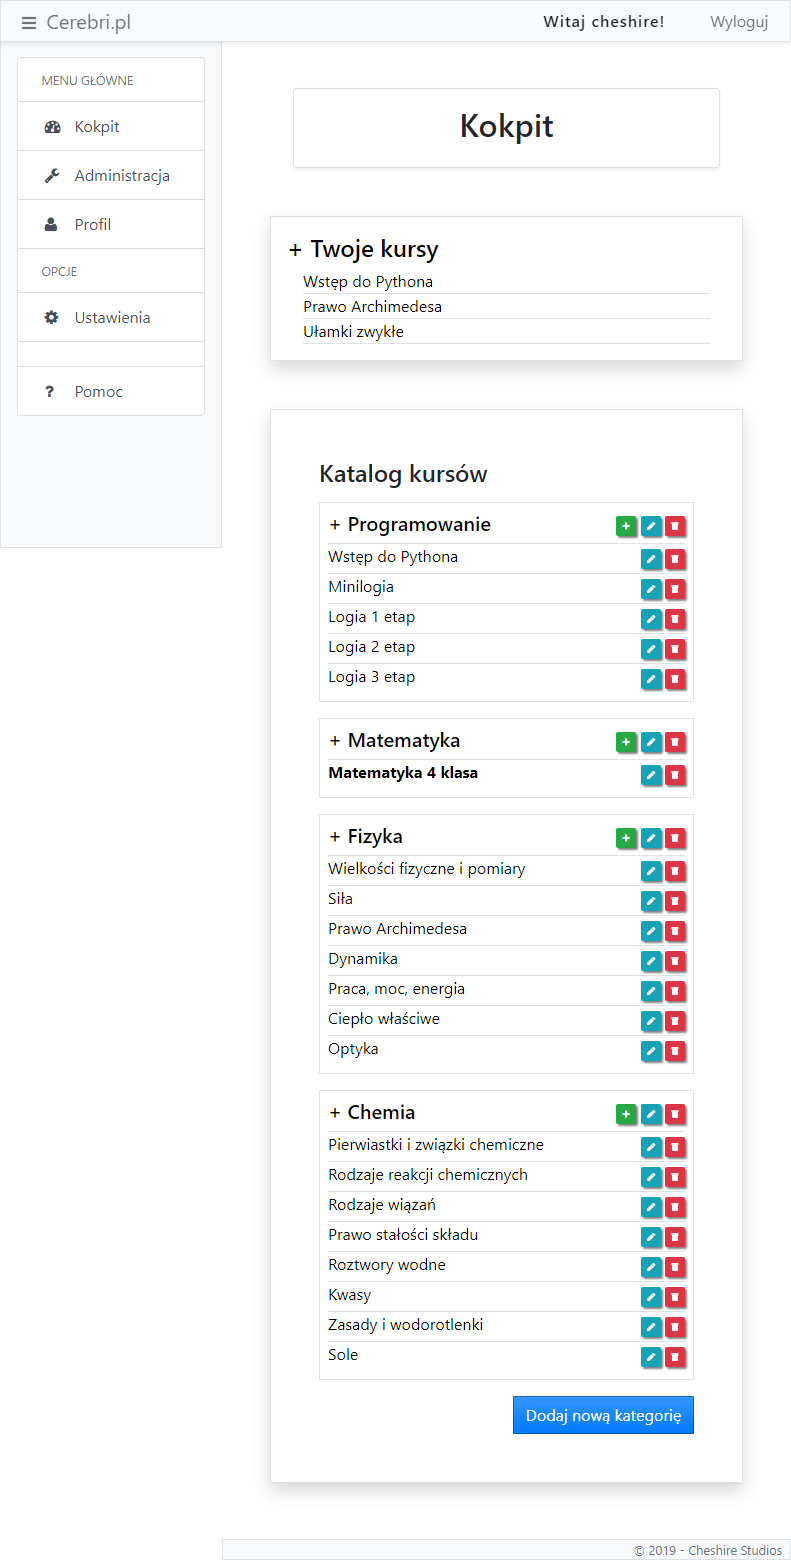 Cerebri.pl
Witaj cheshire!
Wyloguj
MENU GŁÓWNE
Kokpit
Administracja
Profil
OPCJE
Ustawienia
? Pomoc
Kokpit
+ Twoje kursy
Wstęp do Pythona
Prawo Archimedesa
Ułamki zwykłe
Katalog kursów
+ Programowanie
Wstęp do Pythona
Minilogia
Logia 1 etap
Logia 2 etap
Logia 3 etap
+ Matematyka
Matematyka 4 klasa
+ Fizyka
Wielkości fizyczne i pomiary
Siła
Prawo Archimedesa
Dynamika
Praca, moc, energia
Ciepło właściwe
Optyka
+ Chemia
Pierwiastki i związki chemiczne
Rodzaje reakcji chemicznych
Rodzaje wiązań
Prawo stałości składu
Roztwory wodne
Kwasy
Zasady i wodorotlenki
Sole
Dodaj nową kategorię
© 2019 - Cheshire Studios